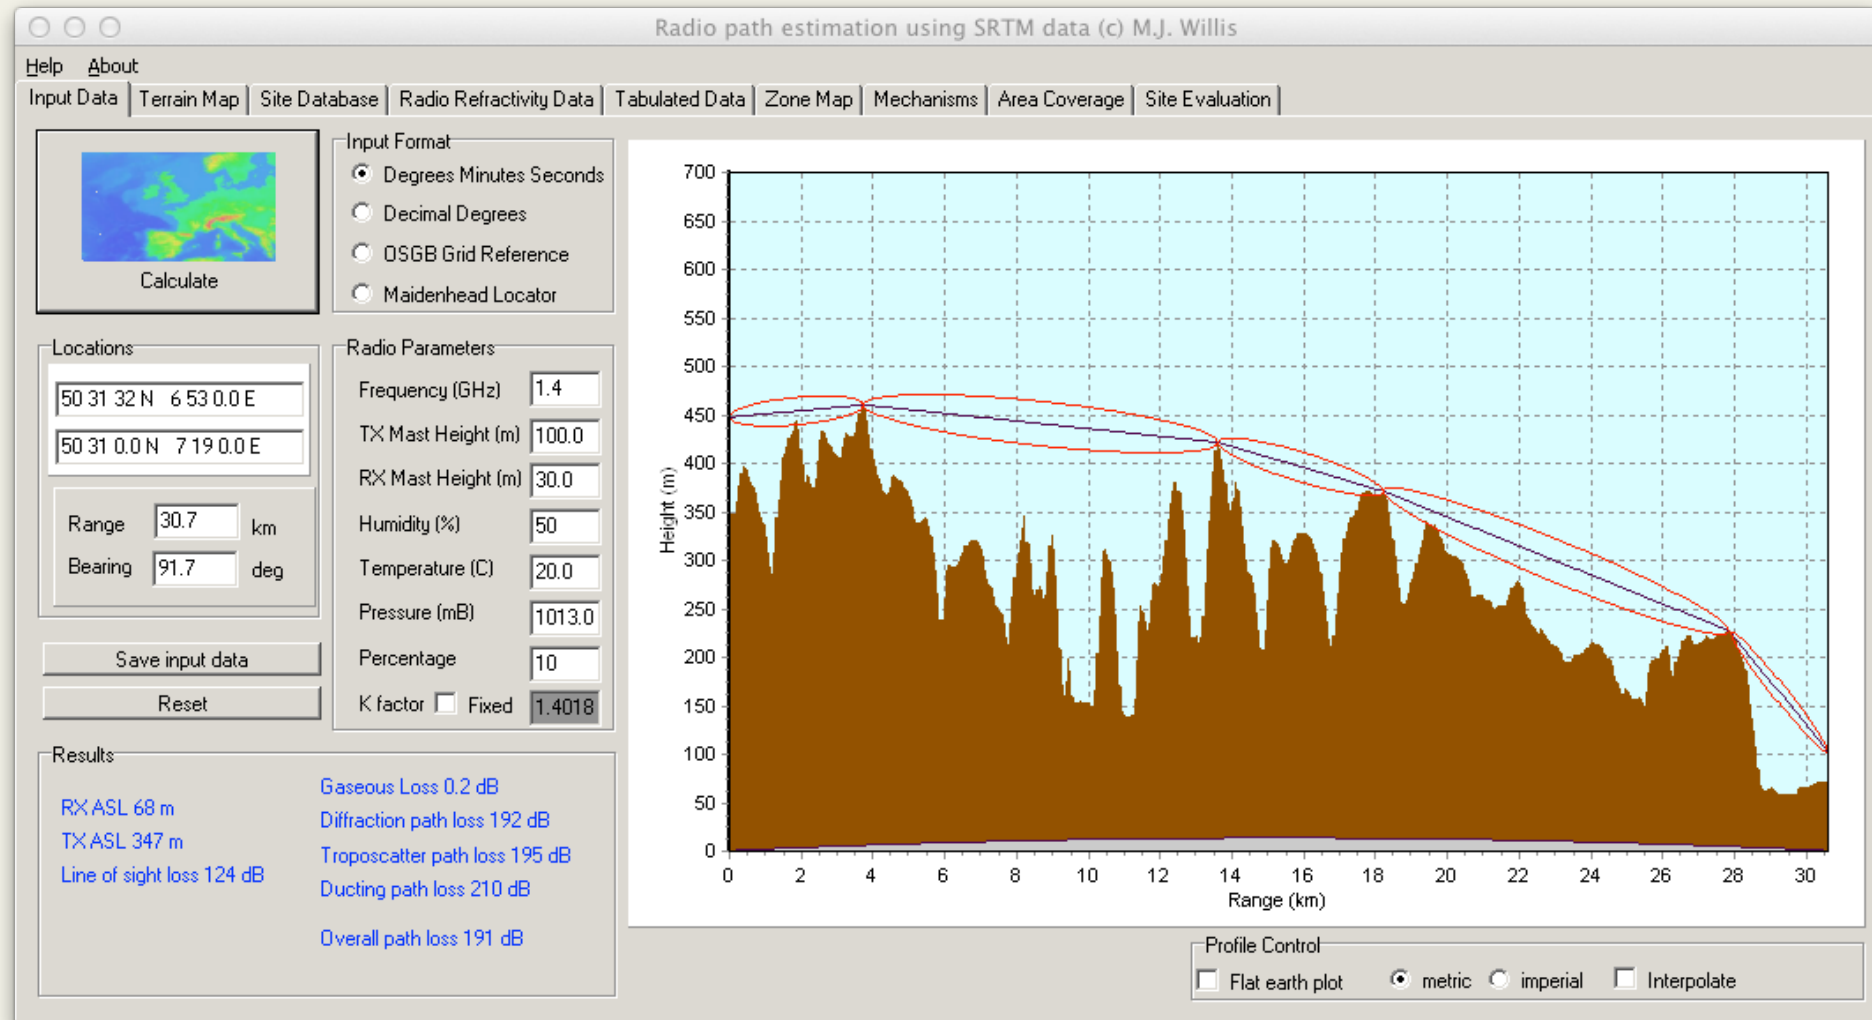 Radio path estimation using SRTM data (c) M.J. Willis
Help About
Input Data Terrain Map Site Database Radio Refractivity Data Tabulated Data Zone Map Mechanisms Area Coverage Site Evaluation
Calculate
Input Format
Degrees Minutes Seconds
Decimal Degrees
OSGB Grid Reference
Maidenhead Locator
Locations
50 31 32 N 6 53 0.0 E
50 31 0.0 N 7 19 0.0 E
Range 30.7 km
Bearing 91.7 deg
Save input data
Reset
Radio Parameters
Frequency (GHz) 1.4
TX Mast Height (m) 100.0
RX Mast Height (m) 30.0
Humidity (%) 50
Temperature (C) 20.0
Pressure (mB) 1013.0
Percentage 10
K factor Fixed 1.4018
Results
RX ASL 68 m
TX ASL 347 m
Line of sight loss 124 dB
Gaseous Loss 0.2 dB
Diffraction path loss 192 dB
Troposcatter path loss 195 dB
Ducting path loss 210 dB
Overall path loss 191 dB
700
650
600
550
500
450
400
350
300
250
200
150
100
50
0
Height (m)
0 2 4 6 8 10 12 14 16 18 20 22 24 26 28 30
Range (km)
Profile Control
Flat earth plot metric imperial Interpolate